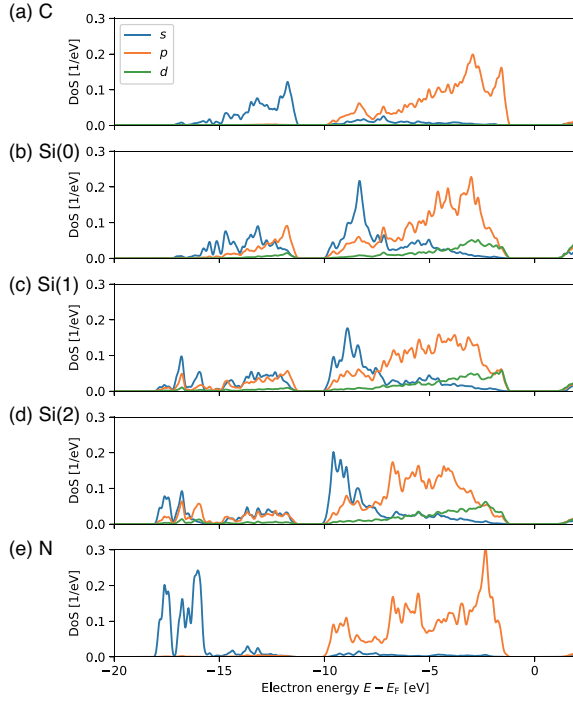 (a) C
DoS [1/eV]
0.3
0.2
0.1
0.0
s
p
d
(b) Si(0)
DoS [1/eV]
0.3
0.2
0.1
0.0
(c) Si(1)
DoS [1/eV]
0.3
0.2
0.1
0.0
(d) Si(2)
DoS [1/eV]
0.3
0.2
0.1
0.0
(e) N
DoS [1/eV]
0.3
0.2
0.1
0.0
−20 −15 −10 −5 0
Electron energy E − E_F [eV]